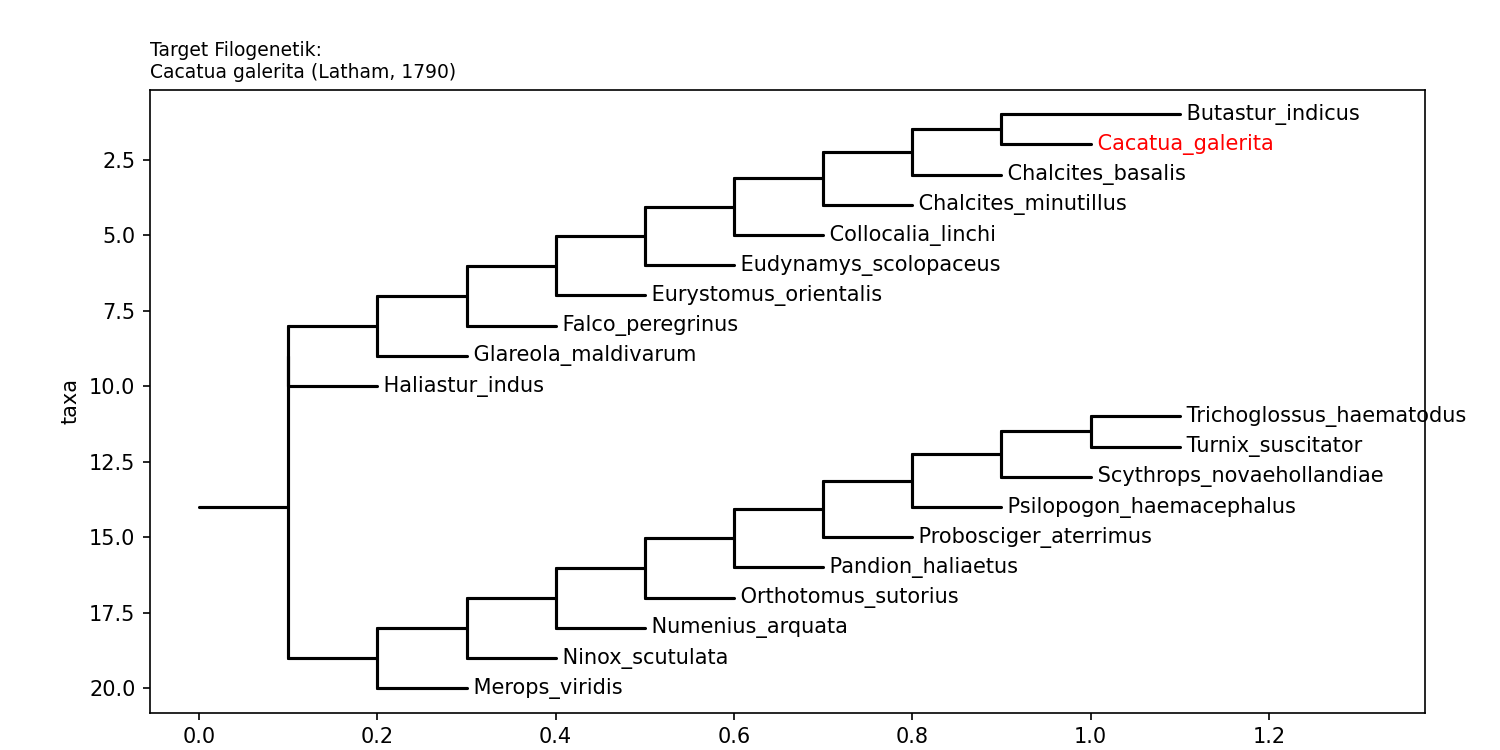 Target Filogenetik:
Cacatua galerita (Latham, 1790)
Butastur_indicus
Cacatua_galerita
2.5
Chalcites_basalis
Chalcites_minutillus
5.0
Collocalia_linchi
Eudynamys_scolopaceus
Eurystomus_orientalis
7.5
Falco_peregrinus
Glareola_maldivarum
10.0
Haliastur_indus
taxa
Trichoglossus_haematodus
Turnix_suscitator
12.5
Scythrops_novaehollandiae
Psilopogon_haemacephalus
15.0
Probosciger_aterrimus
Pandion_haliaetus
Orthotomus_sutorius
17.5
Numenius_arquata
Ninox_scutulata
20.0
Merops_viridis
0.0 0.2 0.4 0.6 0.8 1.0 1.2